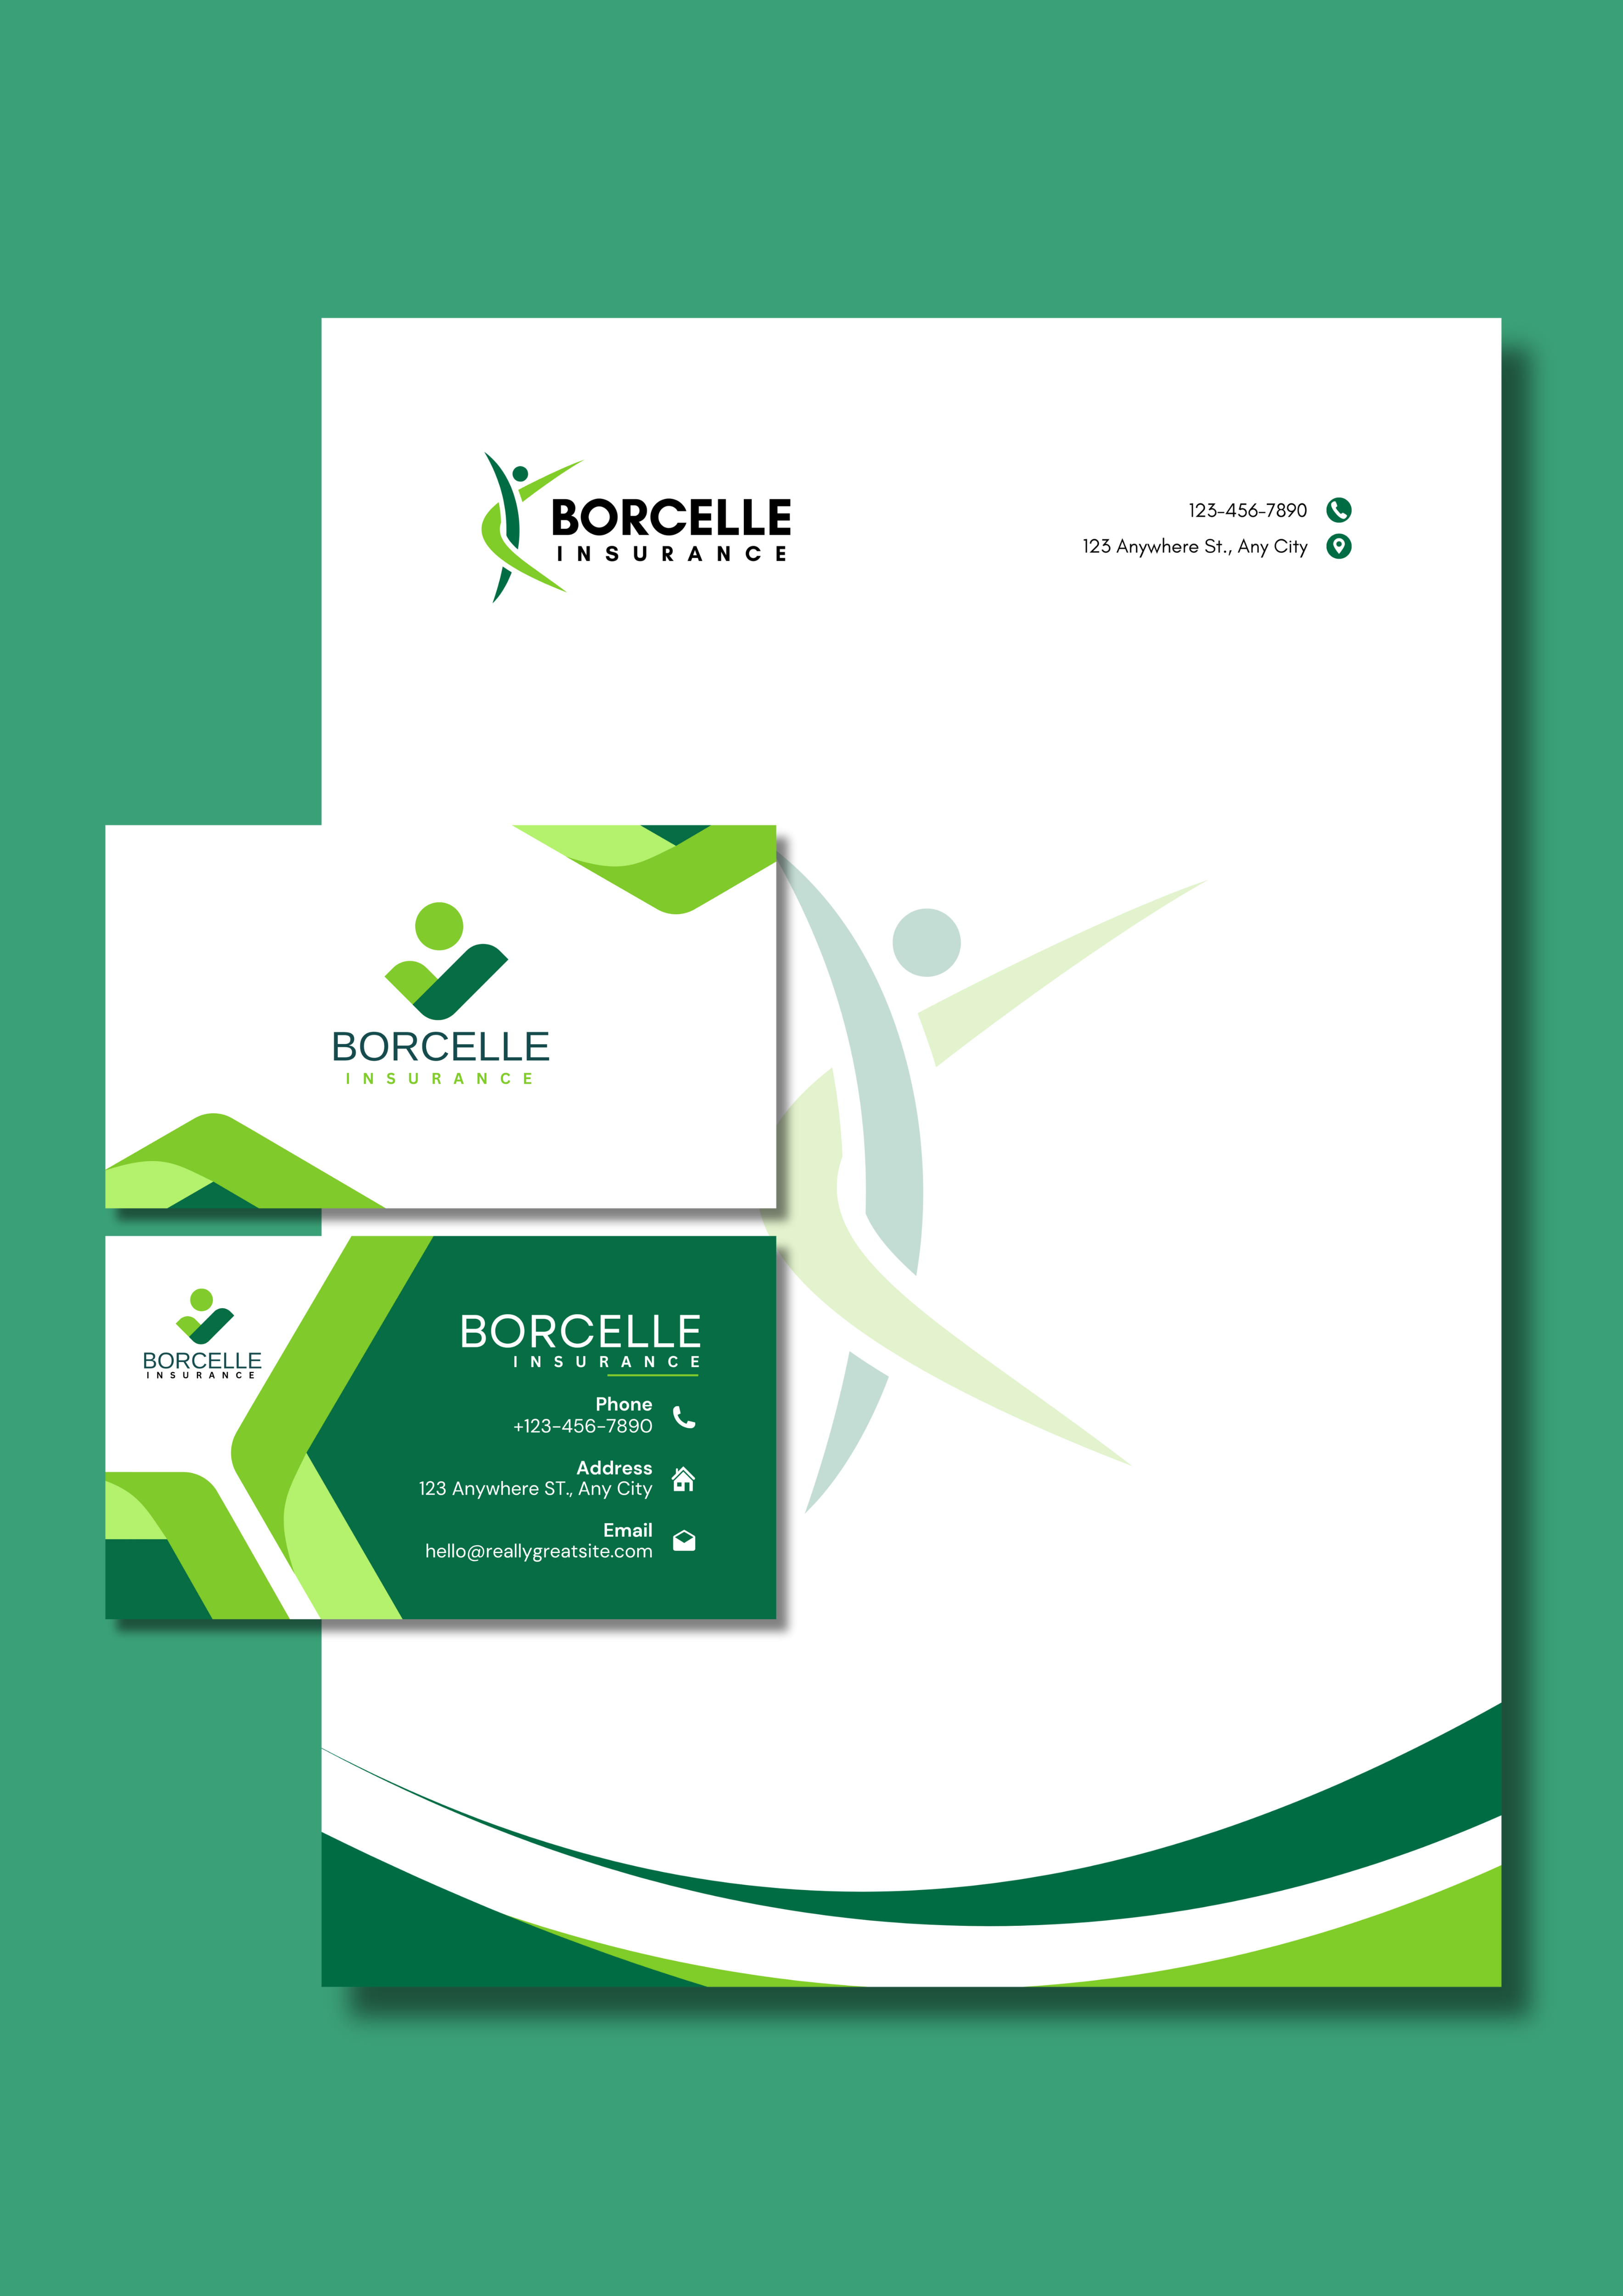 BORCELLE
INSURANCE
123-456-7890
123 Anywhere St., Any City
BORCELLE
INSURANCE
BORCELLE
INSURANCE
BORCELLE
INSURANCE
Phone
+123-456-7890
Address
123 Anywhere ST., Any City
Email
hello@reallygreatsite.com